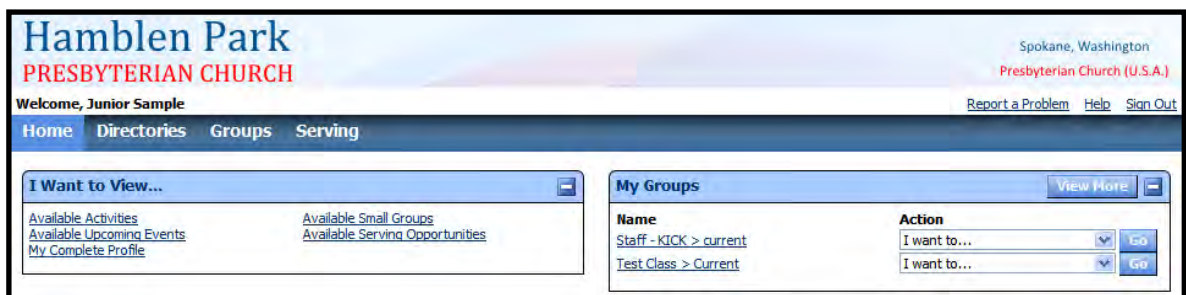 Hamblen Park
PRESBYTERIAN CHURCH
Spokane, Washington
Presbyterian Church (U.S.A.)
Welcome, Junior Sample
Report a Problem Help Sign Out
Home Directories Groups Serving
I Want to View...
Available Activities Available Small Groups
Available Upcoming Events Available Serving Opportunities
My Complete Profile
My Groups View More
Name Action
Staff - KICK > current I want to... Go
Test Class > Current I want to... Go